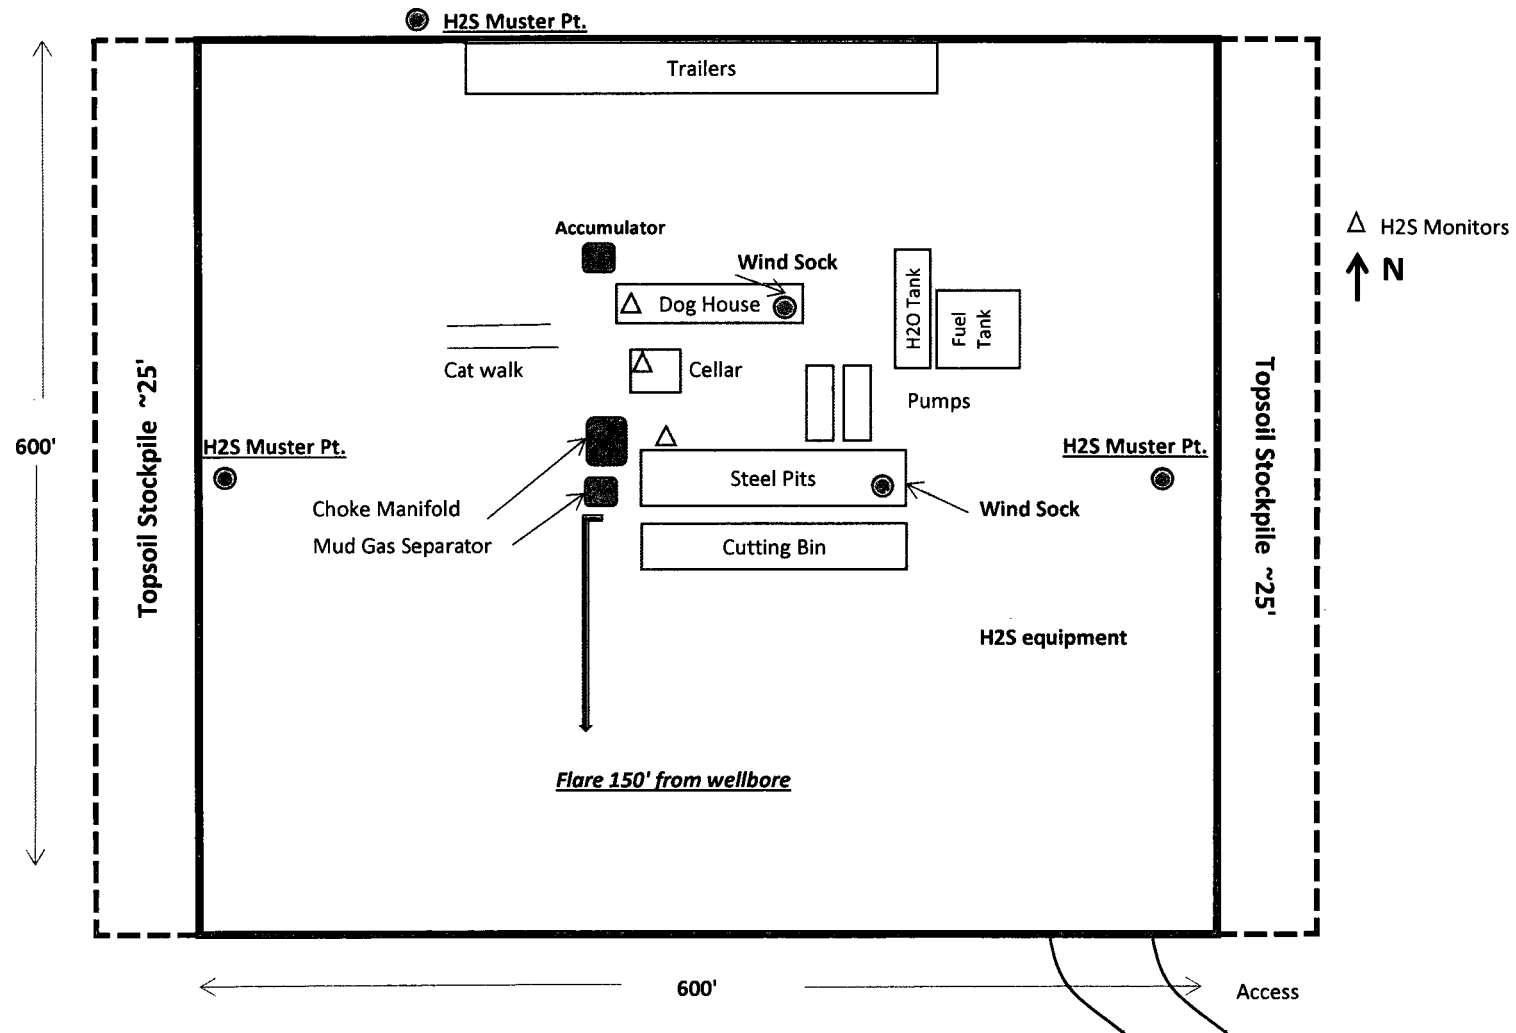 H2S Muster Pt.
Trailers
Accumulator
Wind Sock
Dog House
H2O Tank
Fuel
Tank
H2S Monitors
N
Cat walk
Cellar
Pumps
Topsoil Stockpile ~25'
Topsoil Stockpile ~25'
600'
H2S Muster Pt.
H2S Muster Pt.
Steel Pits
Choke Manifold
Wind Sock
Mud Gas Separator
Cutting Bin
H2S equipment
Flare 150' from wellbore
600'
Access